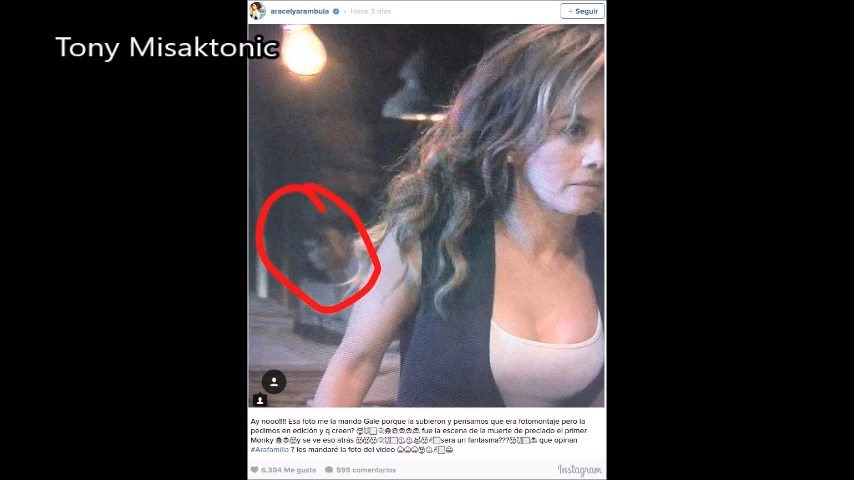 aracelyarambula • Hace 3 días
+ Seguir
Tony Misaktonic
Ay nooo!!!! Esa foto me la mando Gale porque la subieron y pensamos que era fotomontaje pero la
pedimos en edición y q creen? fue la escena de la muerte de preciado el primer
Monky y se ve eso atrás sera un fantasma??? que opinan
#Arafamilia ? les mandaré la foto del video
6,394 Me gusta 595 comentarios
Instagram